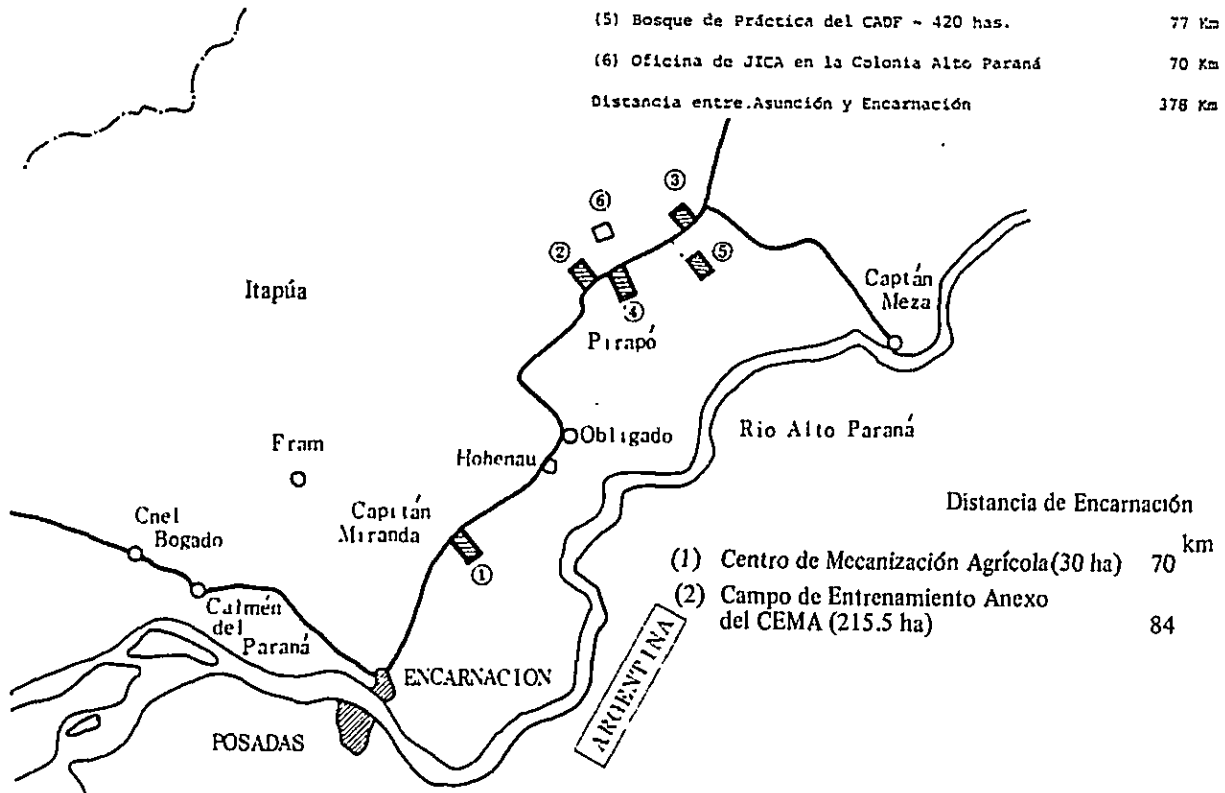 (5) Bosque de Práctica del CADF ~ 420 has. 77 Km
(6) Oficina de JICA en la Colonia Alto Paraná 70 Km
Distancia entre.Asunción y Encarnación 378 Km
③
⑥
②
⑤
Itapúa
Captán
Meza
④
Pirapó
Obligado
Rio Alto Paraná
Fram
Hohenau
Distancia de Encarnación
Capitán
Miranda
Cnel
Bogado
km
(1) Centro de Mecanización Agrícola (30 ha) 70
①
(2) Campo de Entrenamiento Anexo
del CEMA (215.5 ha) 84
Calmén
del
Paraná
ARGENTINA
ENCARNACION
POSADAS